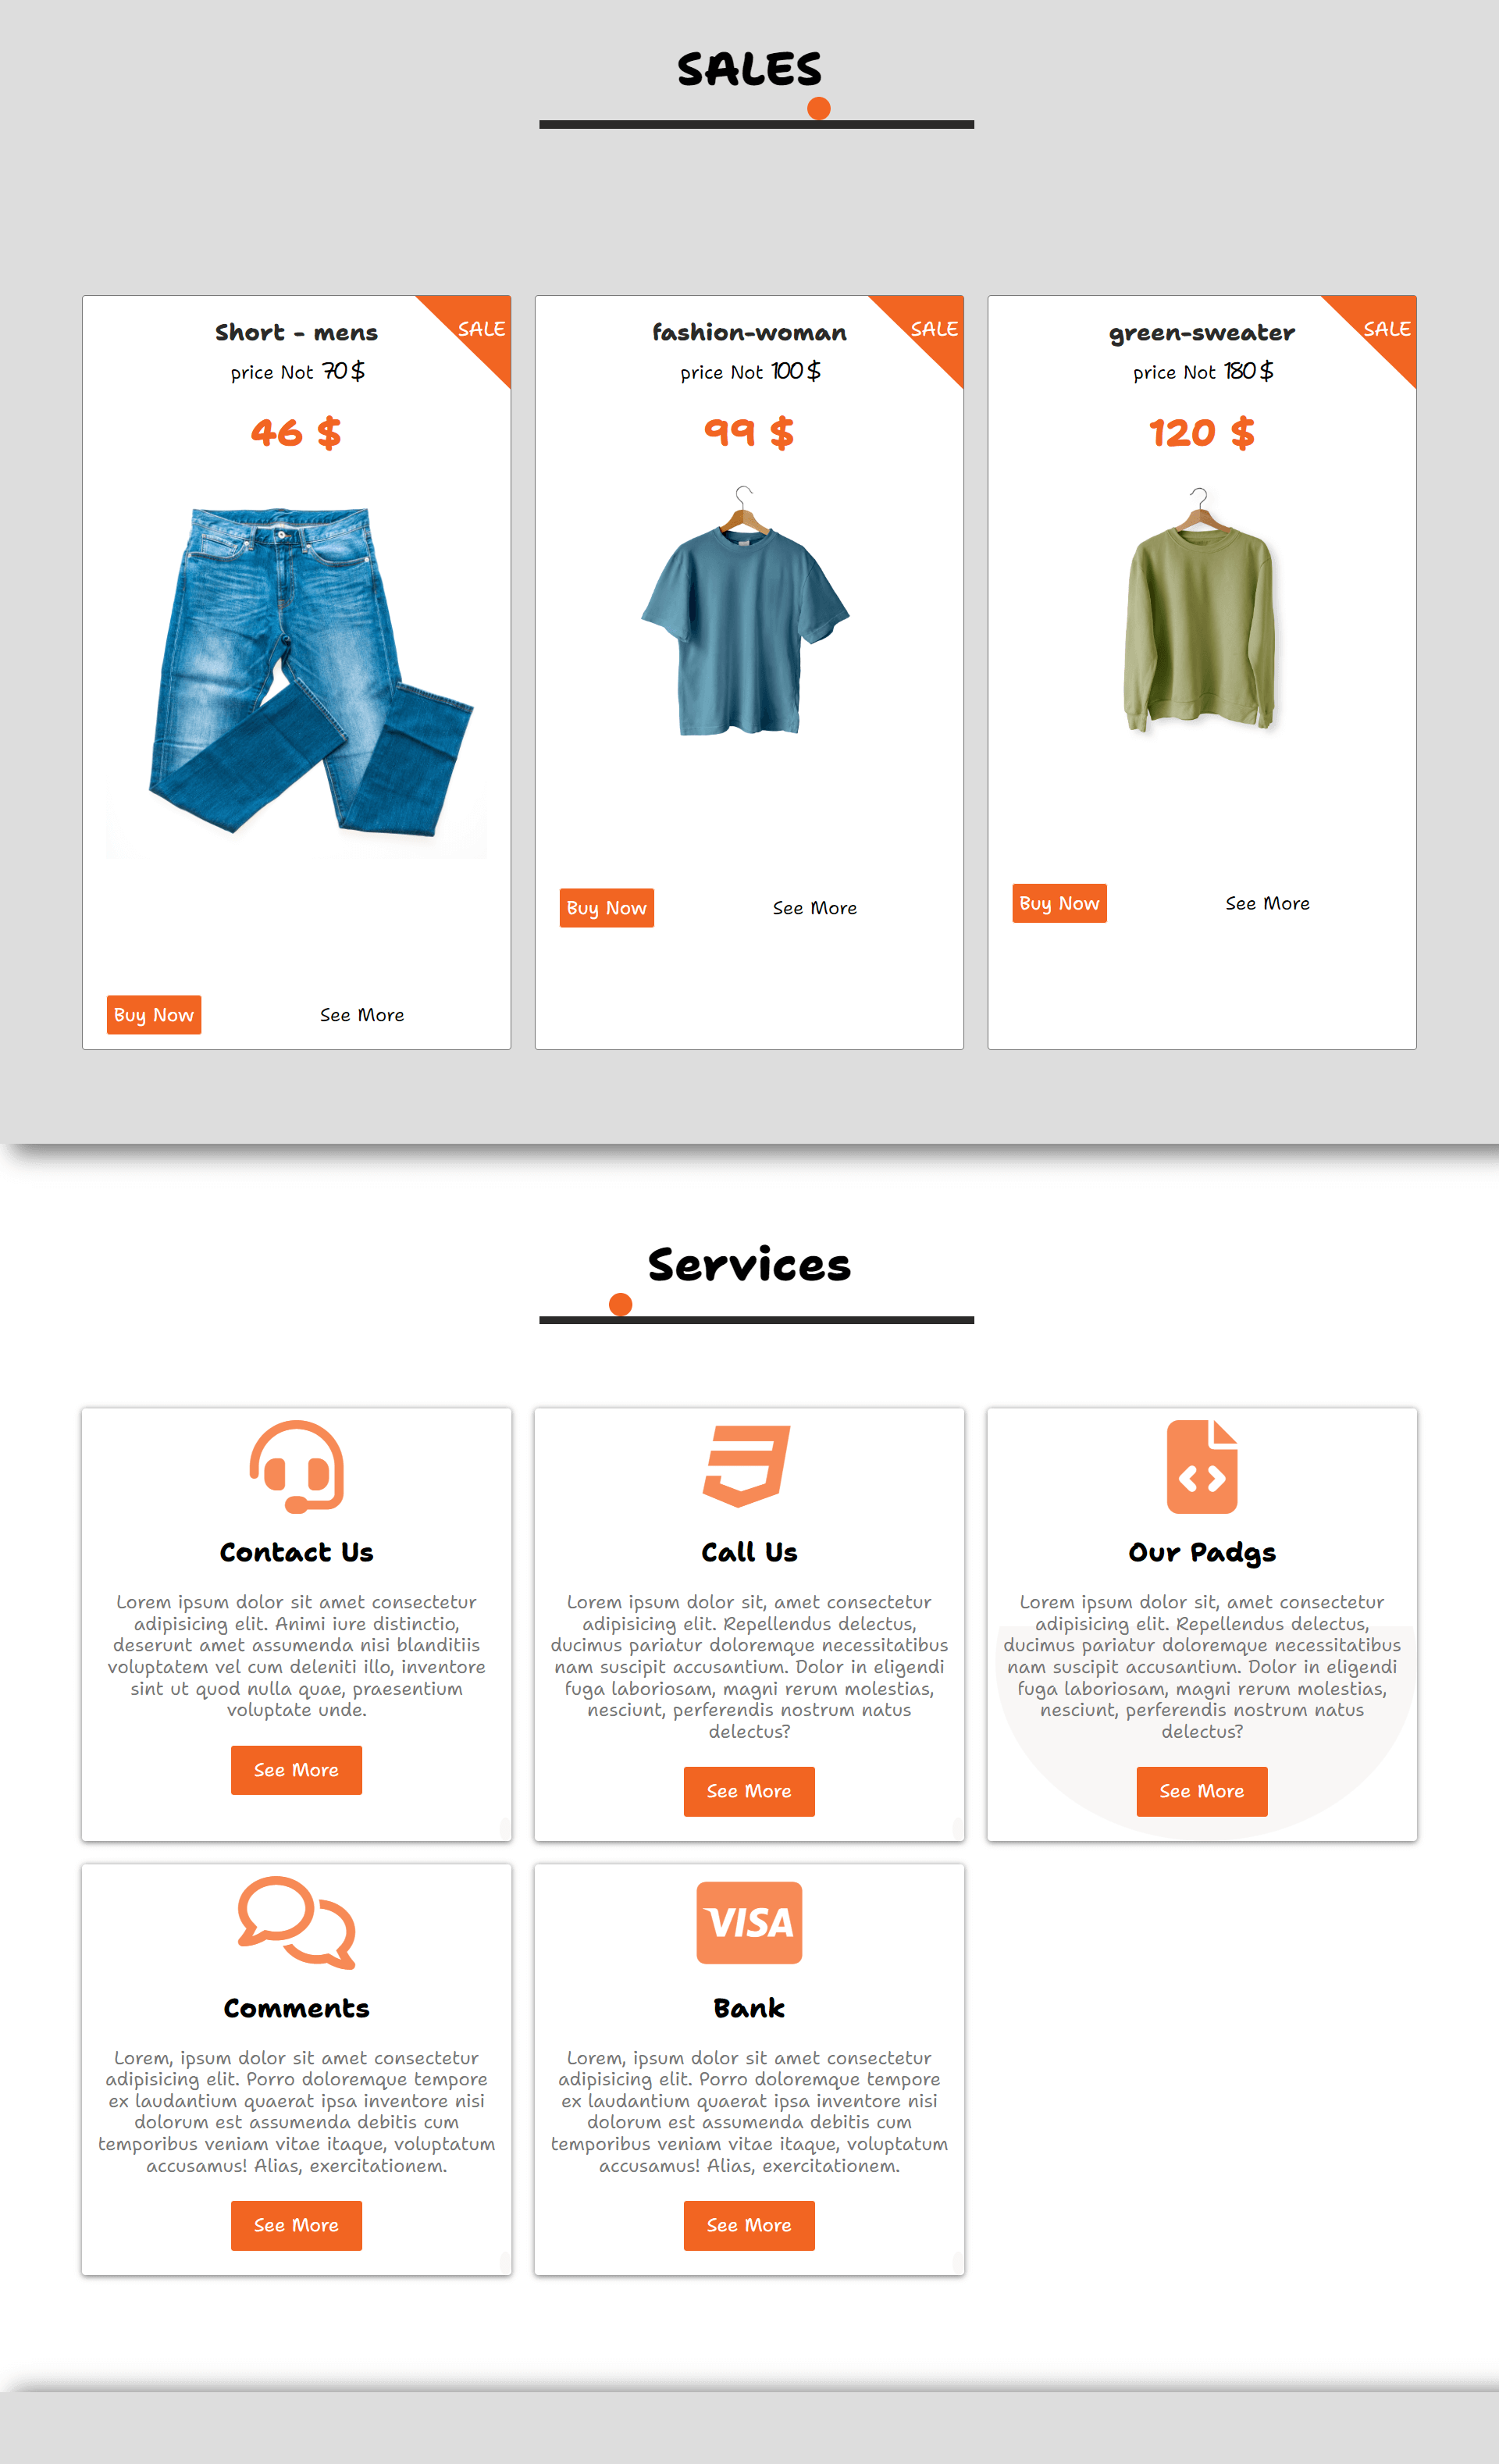 SALES
Short - mens
SALE
price Not 70$
46 $
Buy Now
See More
fashion-woman
SALE
price Not 100$
99 $
Buy Now
See More
green-sweater
SALE
price Not 180$
120 $
Buy Now
See More
Services
Contact Us
Lorem ipsum dolor sit amet consectetur
adipisicing elit. Animi iure distinctio,
deserunt amet assumenda nisi blanditiis
voluptatem vel cum deleniti illo, inventore
sint ut quod nulla quae, praesentium
voluptate unde.
See More
Call Us
Lorem ipsum dolor sit, amet consectetur
adipisicing elit. Repellendus delectus,
ducimus pariatur doloremque necessitatibus
nam suscipit accusantium. Dolor in eligendi
fuga laboriosam, magni rerum molestias,
nesciunt, perferendis nostrum natus
delectus?
See More
Our Padgs
Lorem ipsum dolor sit, amet consectetur
adipisicing elit. Repellendus delectus,
ducimus pariatur doloremque necessitatibus
nam suscipit accusantium. Dolor in eligendi
fuga laboriosam, magni rerum molestias,
nesciunt, perferendis nostrum natus
delectus?
See More
Comments
Lorem, ipsum dolor sit amet consectetur
adipisicing elit. Porro doloremque tempore
ex laudantium quaerat ipsa inventore nisi
dolorum est assumenda debitis cum
temporibus veniam vitae itaque, voluptatum
accusamus! Alias, exercitationem.
See More
VISA
Bank
Lorem, ipsum dolor sit amet consectetur
adipisicing elit. Porro doloremque tempore
ex laudantium quaerat ipsa inventore nisi
dolorum est assumenda debitis cum
temporibus veniam vitae itaque, voluptatum
accusamus! Alias, exercitationem.
See More